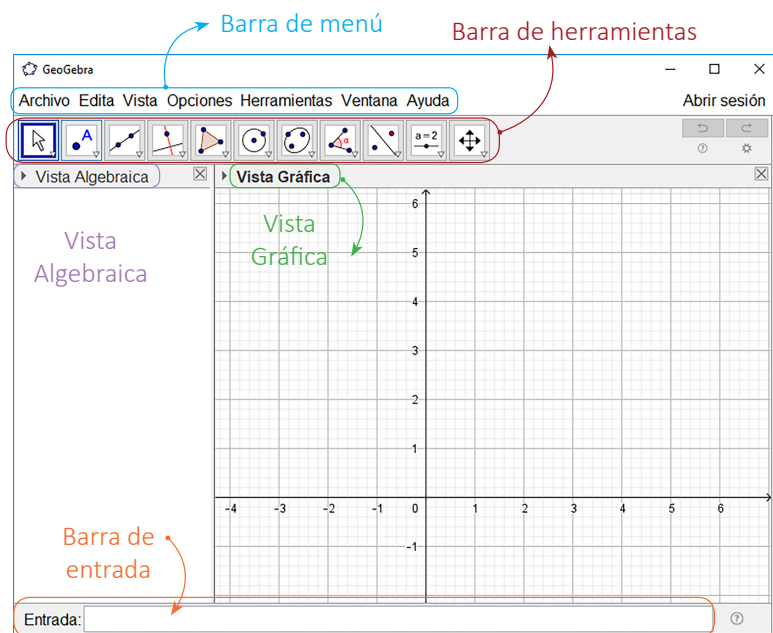 Barra de menú
Barra de herramientas
GeoGebra
Archivo Edita Vista Opciones Herramientas Ventana Ayuda
Abrir sesión
A
α
a=2
Vista Algebraica
Vista Gráfica
Vista
Algebraica
Vista
Gráfica
6
5
4
3
2
1
-4 -3 -2 -1 0 1 2 3 4 5 6
-1
Barra de
entrada
Entrada: